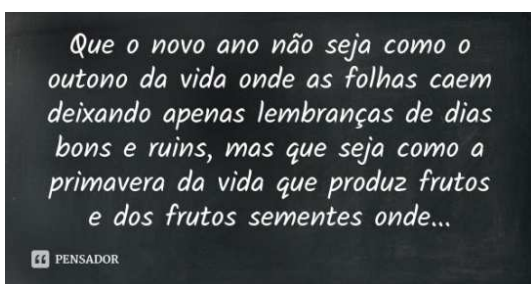 Que o novo ano não seja como o
outono da vida onde as folhas caem
deixando apenas lembranças de dias
bons e ruins, mas que seja como a
primavera da vida que produz frutos
e dos frutos sementes onde...
PENSADOR